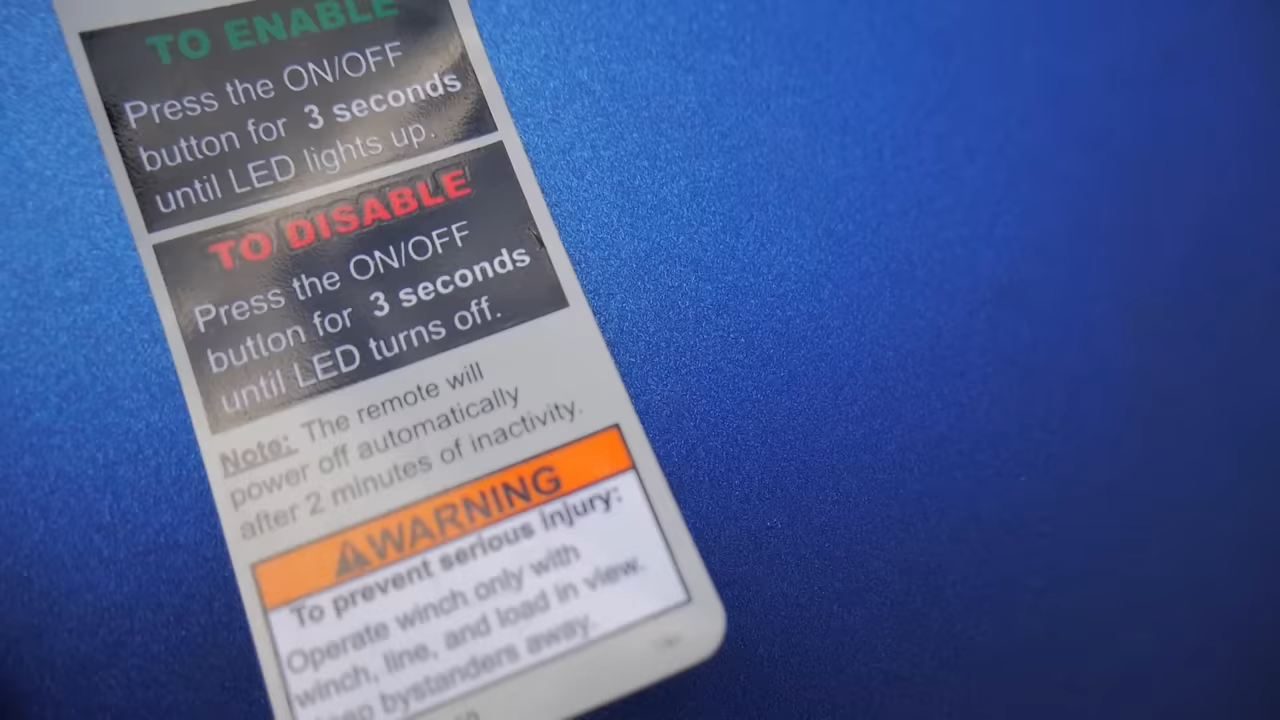 TO ENABLE
Press the ON/OFF
button for 3 seconds
until LED lights up.
TO DISABLE
Press the ON/OFF
button for 3 seconds
until LED turns off.
Note: The remote will
power off automatically
after 2 minutes of inactivity.
WARNING
To prevent serious injury:
Operate winch only with
winch, line, and load in view.
bystanders away.